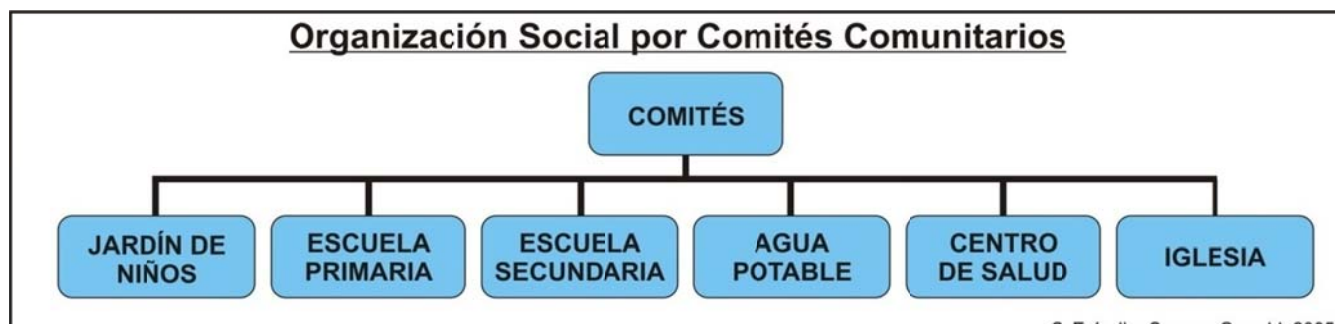 Organización Social por Comités Comunitarios
COMITÉS
JARDÍN DE
NIÑOS
ESCUELA
PRIMARIA
ESCUELA
SECUNDARIA
AGUA
POTABLE
CENTRO
DE SALUD
IGLESIA